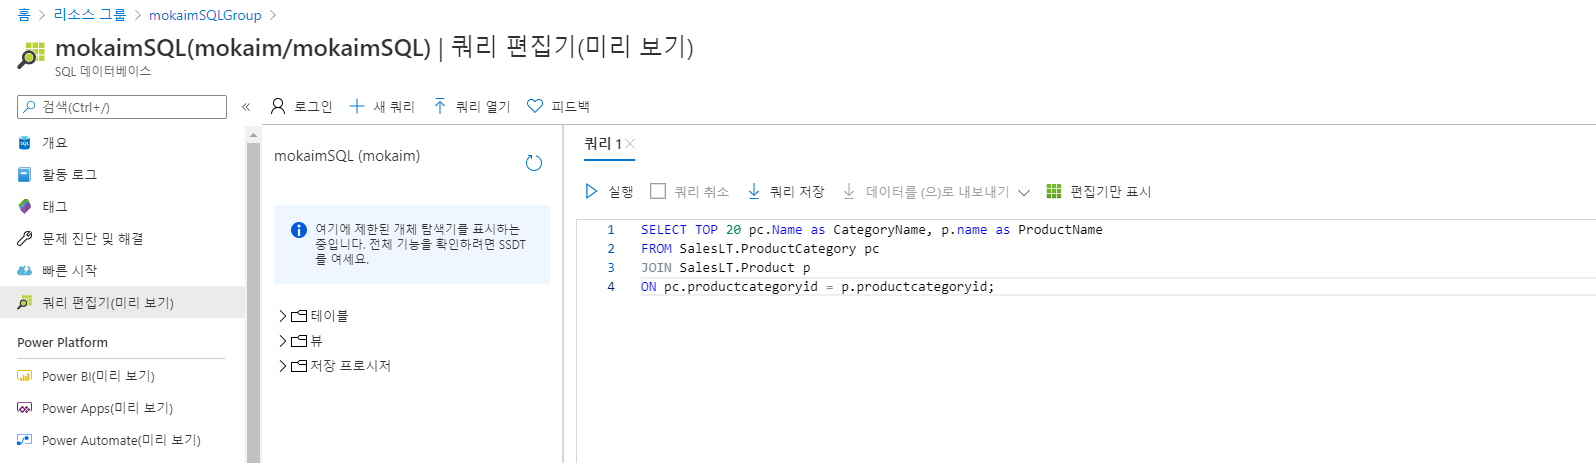 홈 > 리소스 그룹 > mokaimSQLGroup >
mokaimSQL(mokaim/mokaimSQL) | 쿼리 편집기(미리 보기)
SQL 데이터베이스
검색(Ctrl+/)
«
개요
활동 로그
태그
문제 진단 및 해결
빠른 시작
쿼리 편집기(미리 보기)
Power Platform
Power BI(미리 보기)
Power Apps(미리 보기)
Power Automate(미리 보기)
로그인 새 쿼리 쿼리 열기 피드백
mokaimSQL (mokaim)
여기에 제한된 개체 탐색기를 표시하는
중입니다. 전체 기능을 확인하려면 SSDT
를 여세요.
테이블
뷰
저장 프로시저
쿼리 1
실행 쿼리 취소 쿼리 저장 데이터를 (으)로 내보내기 편집기만 표시
1 SELECT TOP 20 pc.Name as CategoryName, p.name as ProductName
2 FROM SalesLT.ProductCategory pc
3 JOIN SalesLT.Product p
4 ON pc.productcategoryid = p.productcategoryid;